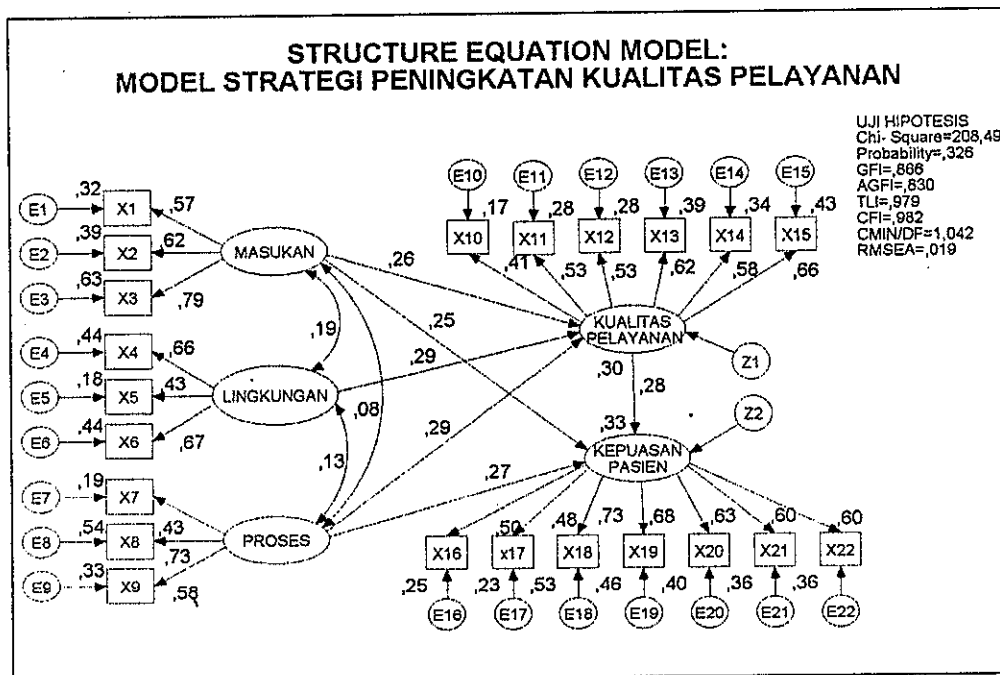 STRUCTURE EQUATION MODEL:
MODEL STRATEGI PENINGKATAN KUALITAS PELAYANAN
UJI HIPOTESIS
Chi- Square=208,49
Probability=,326
GFI=,866
AGFI=,830
TLI=,979
CFI=,982
CMIN/DF=1,042
RMSEA=,019
E10 E11 E12 E13 E14 E15
,17 ,28 ,28 ,39 ,34 ,43
X10 X11 X12 X13 X14 X15
,41 ,53 ,53 ,62 ,58 ,66
E1 ,32 X1 ,57
E2 ,39 X2 ,62
E3 ,63 X3 ,79
MASUKAN
,26
,25
,19
,08
E4 ,44 X4 ,66
E5 ,18 X5 ,43
E6 ,44 X6 ,67
LINGKUNGAN
,29
,13
KUALITAS
PELAYANAN
,30
,28
Z1
Z2
,33
KEPUASAN
PASIEN
,29
,27
E7 ,19 X7
E8 ,54 X8 ,43
,73
E9 ,33 X9 ,58
PROSES
,50 ,48 ,73 ,68 ,63 ,60 ,60
X16 x17 X18 X19 X20 X21 X22
,25 ,23 ,53 ,46 ,40 ,36 ,36
E16 E17 E18 E19 E20 E21 E22